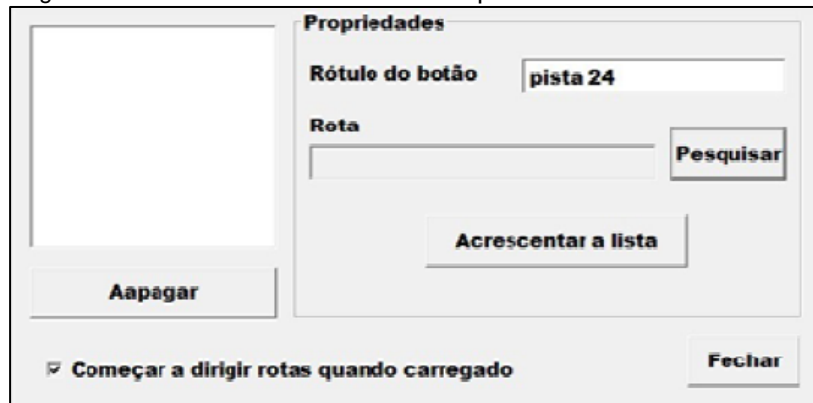 Propriedades
Rótulo do botão
pista 24
Rota
Pesquisar
Acrescentar a lista
Aapagar
Começar a dirigir rotas quando carregado
Fechar